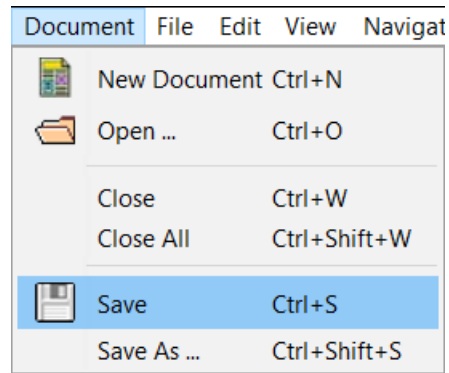 Document File Edit View Navigat
New Document Ctrl+N
Open ... Ctrl+O
Close Ctrl+W
Close All Ctrl+Shift+W
Save Ctrl+S
Save As ... Ctrl+Shift+S